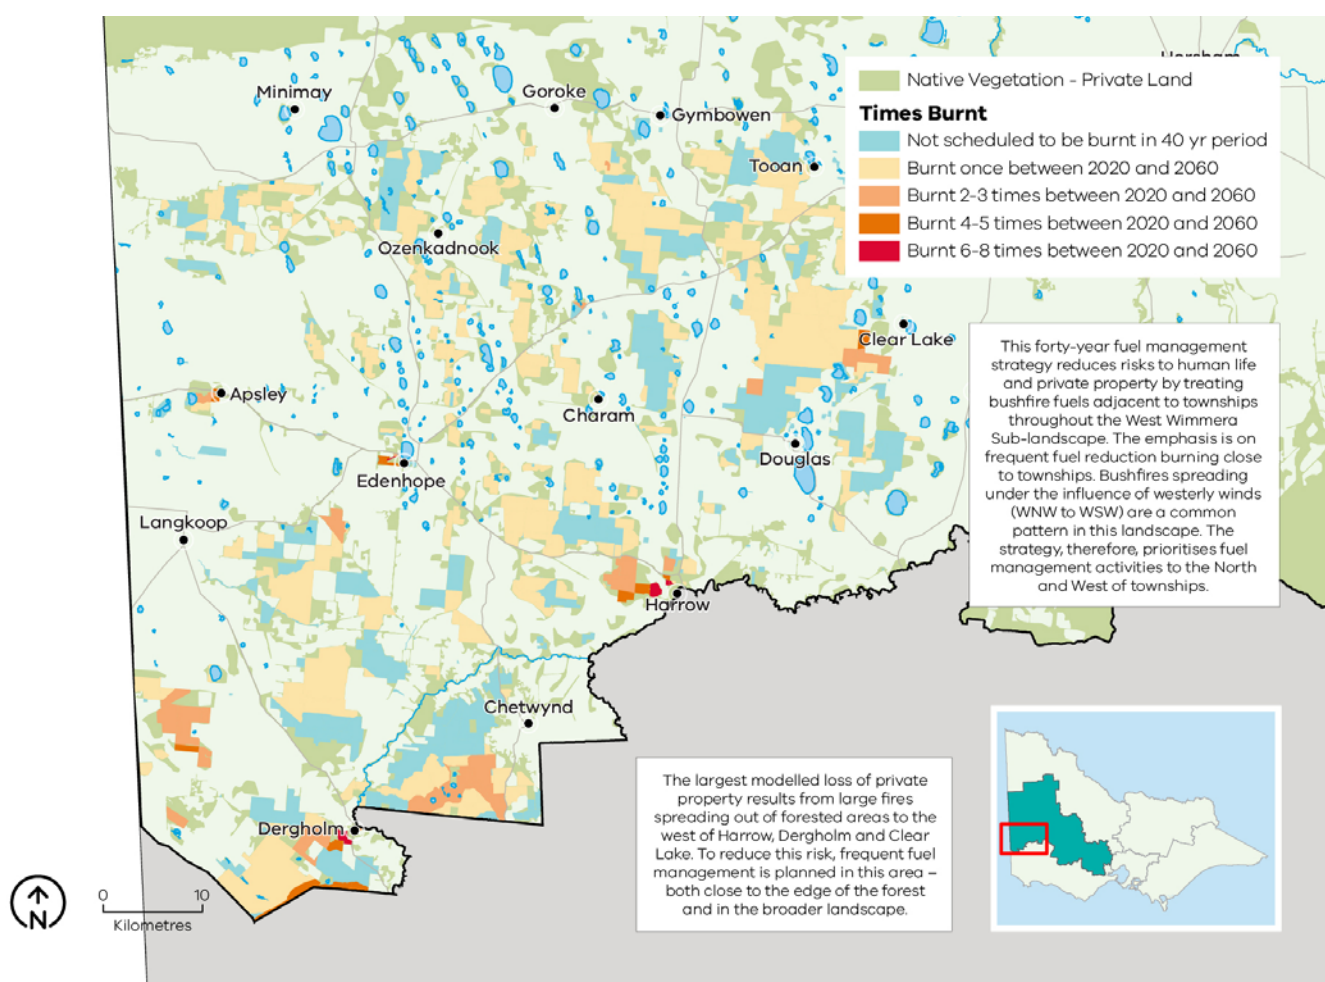 Horsham
Native Vegetation - Private Land
Times Burnt
Not scheduled to be burnt in 40 yr period
Burnt once between 2020 and 2060
Burnt 2-3 times between 2020 and 2060
Burnt 4-5 times between 2020 and 2060
Burnt 6-8 times between 2020 and 2060
Minimay
Goroke
Gymbowen
Tooan
Ozenkadnook
Clear Lake
Apsley
Charam
Douglas
Edenhope
Langkoop
Harrow
Chetwynd
Dergholm
This forty-year fuel management
strategy reduces risks to human life
and private property by treating
bushfire fuels adjacent to townships
throughout the West Wimmera
Sub-landscape. The emphasis is on
frequent fuel reduction burning close
to townships. Bushfires spreading
under the influence of westerly winds
(WNW to WSW) are a common
pattern in this landscape. The
strategy, therefore, prioritises fuel
management activities to the North
and West of townships.
The largest modelled loss of private
property results from large fires
spreading out of forested areas to the
west of Harrow, Dergholm and Clear
Lake. To reduce this risk, frequent fuel
management is planned in this area –
both close to the edge of the forest
and in the broader landscape.
N
0 10
Kilometres